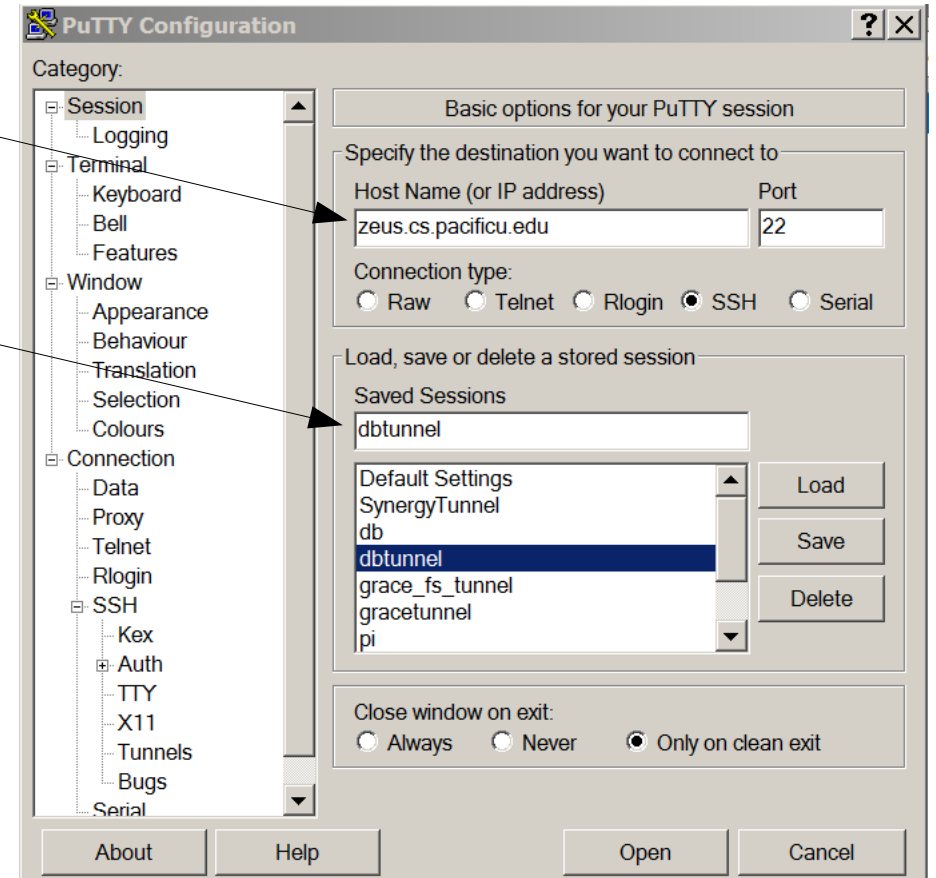 PuTTY Configuration
?
Category:
Session
Logging
Terminal
Keyboard
Bell
Features
Window
Appearance
Behaviour
Translation
Selection
Colours
Connection
Data
Proxy
Telnet
Rlogin
SSH
Kex
Auth
TTY
X11
Tunnels
Bugs
Serial
Basic options for your PuTTY session
Specify the destination you want to connect to
Host Name (or IP address) Port
zeus.cs.pacificu.edu 22
Connection type:
Raw Telnet Rlogin SSH Serial
Load, save or delete a stored session
Saved Sessions
dbtunnel
Default Settings
SynergyTunnel
db
dbtunnel
grace_fs_tunnel
gracetunnel
pi
Load
Save
Delete
Close window on exit:
Always Never Only on clean exit
About Help Open Cancel